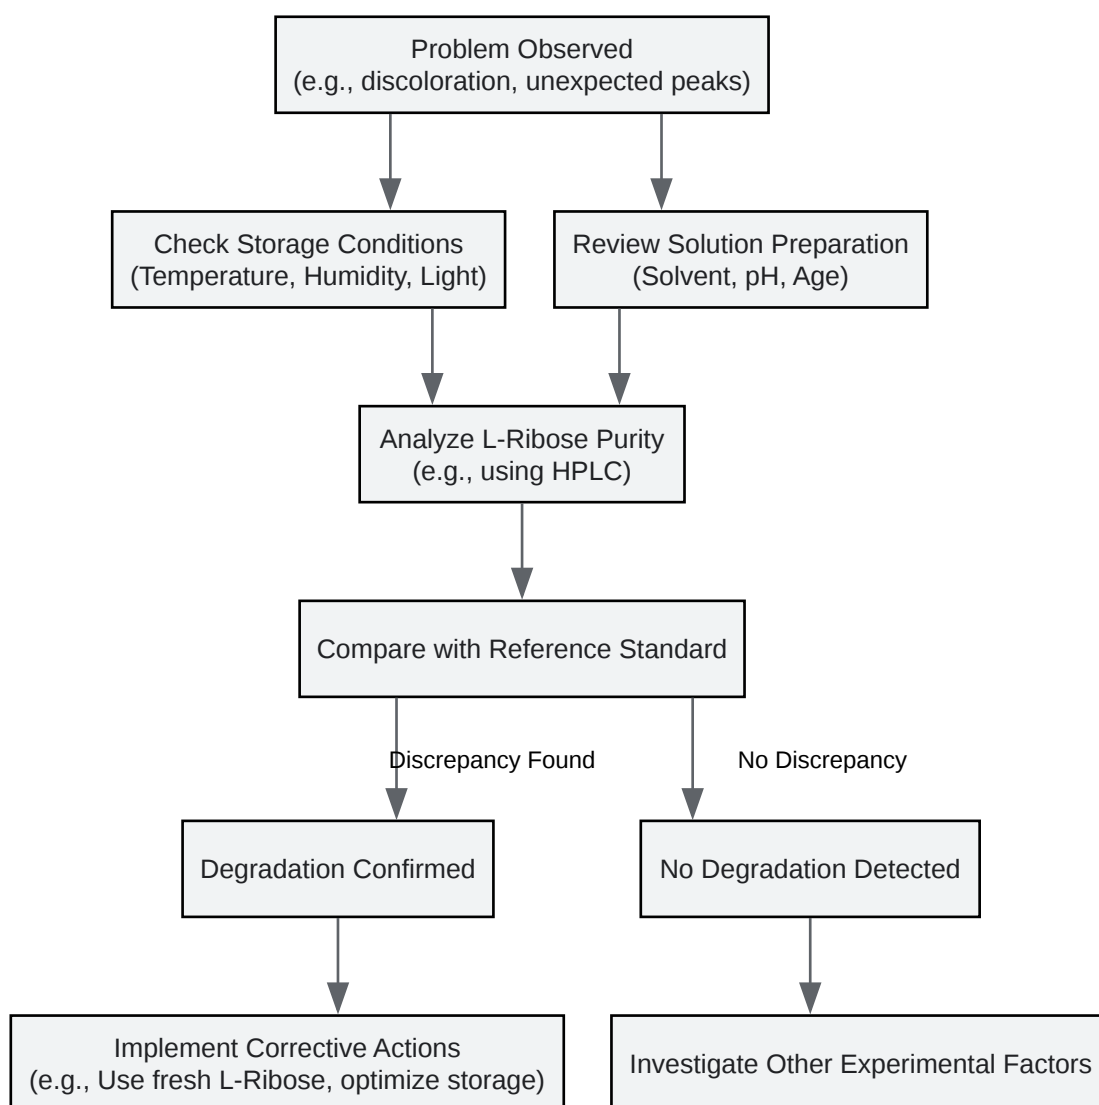 Problem Observed
(e.g., discoloration, unexpected peaks)
Check Storage Conditions
(Temperature, Humidity, Light)
Review Solution Preparation
(Solvent, pH, Age)
Analyze L-Ribose Purity
(e.g., using HPLC)
Compare with Reference Standard
Discrepancy Found
No Discrepancy
Degradation Confirmed
No Degradation Detected
Implement Corrective Actions
(e.g., Use fresh L-Ribose, optimize storage)
Investigate Other Experimental Factors